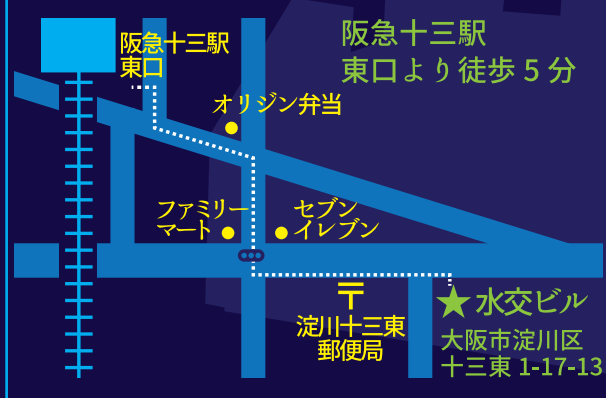 阪急十三駅
東口より徒歩5分
阪急十三駅
東口
オリジン弁当
ファミリー
マート
セブン
イレブン
淀川十三東
郵便局
水交ビル
大阪市淀川区
十三東 1-17-13